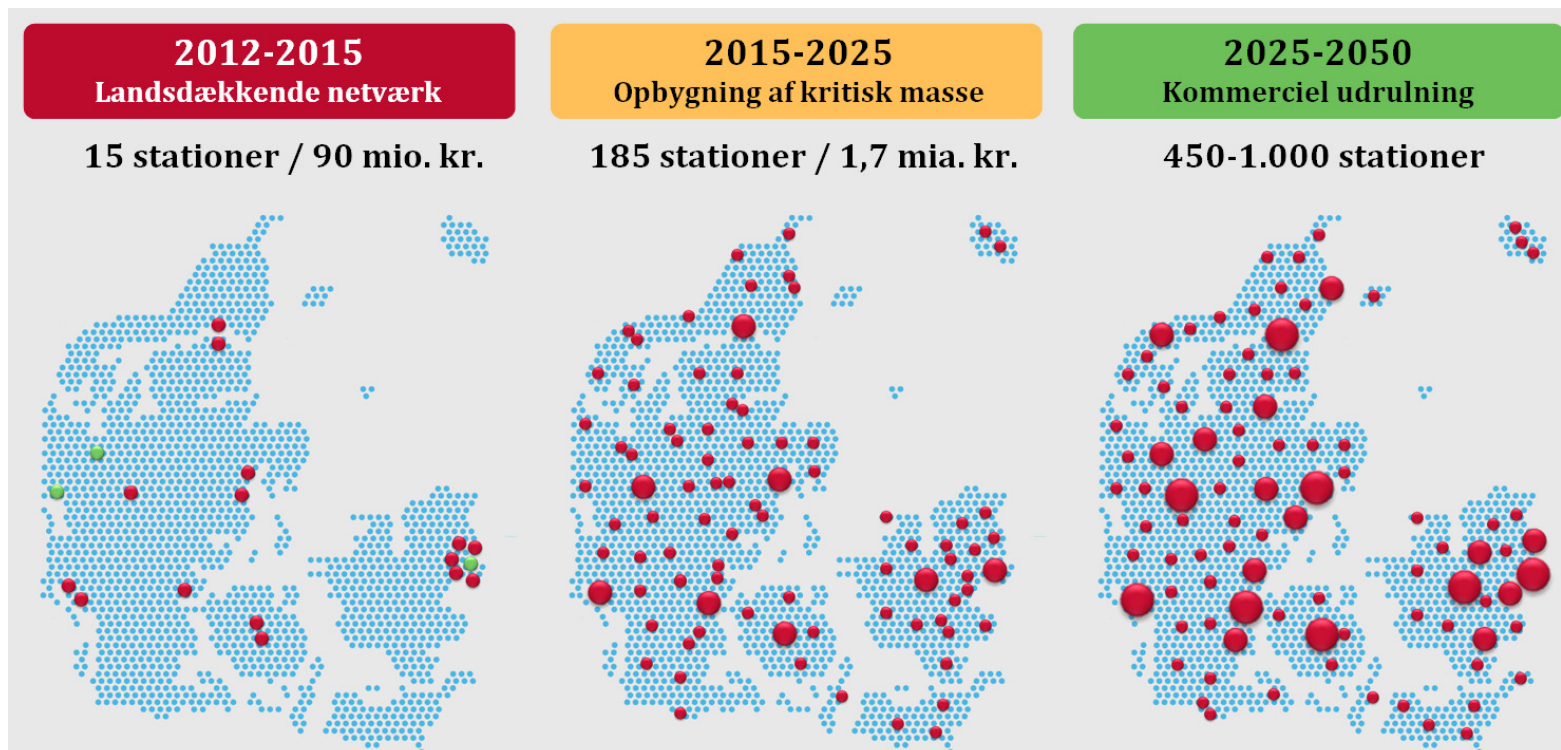 2012-2015
Landsdækkende netværk
15 stationer / 90 mio. kr.
2015-2025
Opbygning af kritisk masse
185 stationer / 1,7 mia. kr.
2025-2050
Kommerciel udrulning
450-1.000 stationer